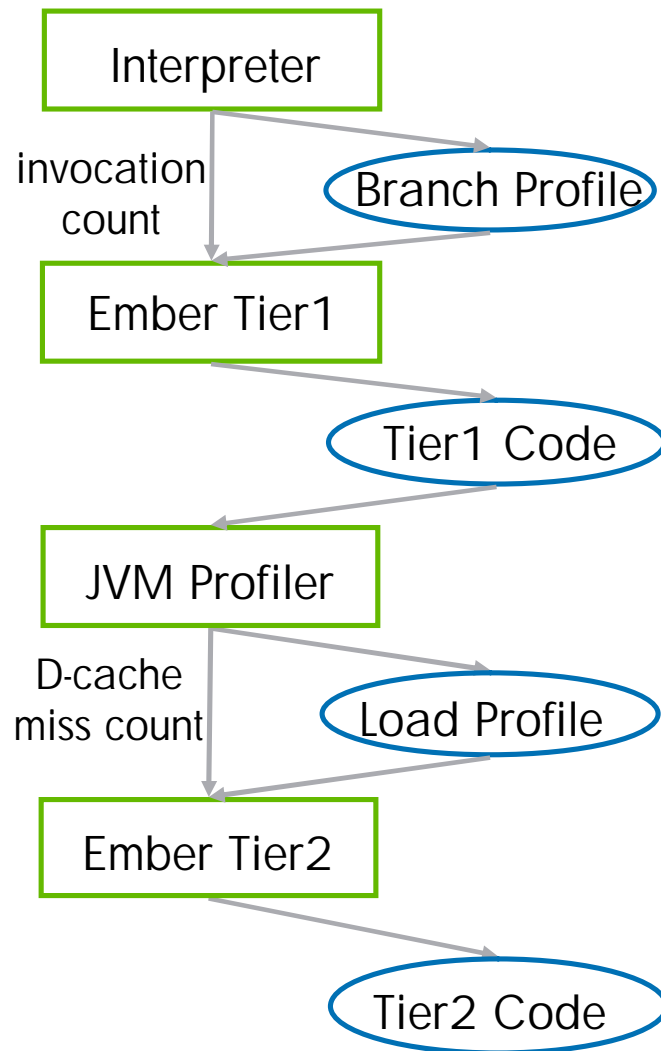 Interpreter
invocation
count
Branch Profile
Ember Tier1
Tier1 Code
JVM Profiler
D-cache
miss count
Load Profile
Ember Tier2
Tier2 Code